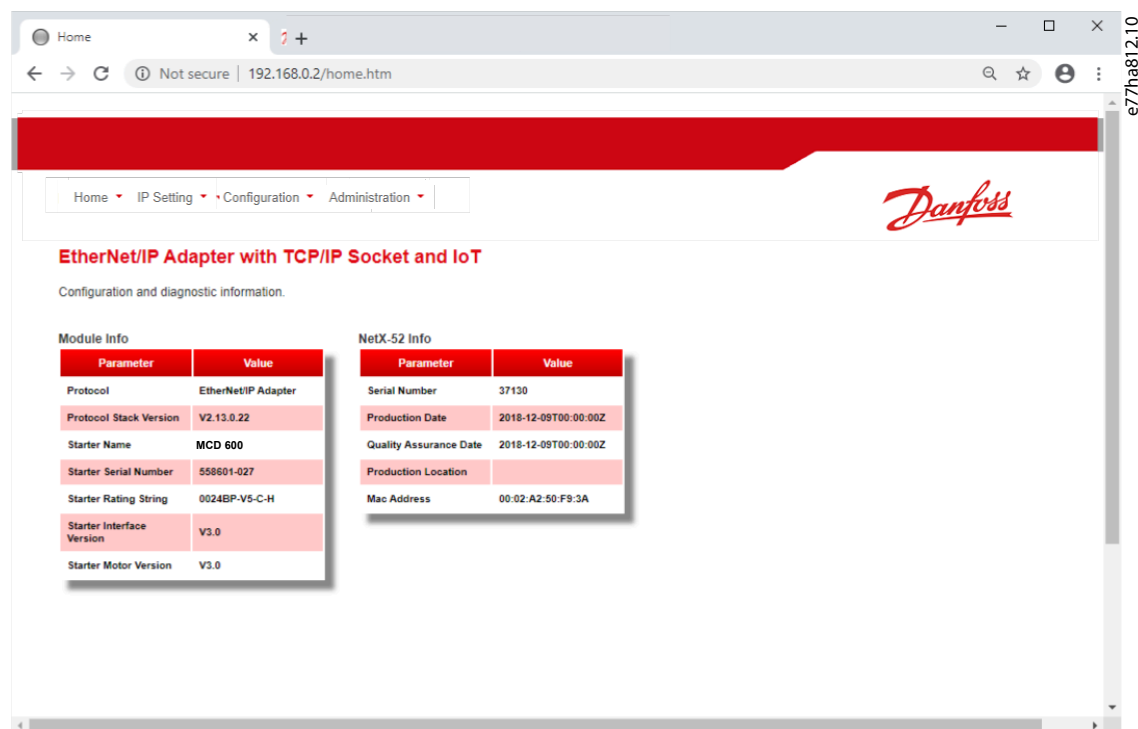 Home
Not secure | 192.168.0.2/home.htm
e77ha812.10
Home IP Setting Configuration Administration
Danfoss
EtherNet/IP Adapter with TCP/IP Socket and IoT
Configuration and diagnostic information.
Module Info
Parameter Value
Protocol EtherNet/IP Adapter
Protocol Stack Version V2.13.0.22
Starter Name MCD 600
Starter Serial Number 558601-027
Starter Rating String 0024BP-V5-C-H
Starter Interface
Version V3.0
Starter Motor Version V3.0
NetX-52 Info
Parameter Value
Serial Number 37130
Production Date 2018-12-09T00:00:00Z
Quality Assurance Date 2018-12-09T00:00:00Z
Production Location
Mac Address 00:02:A2:50:F9:3A